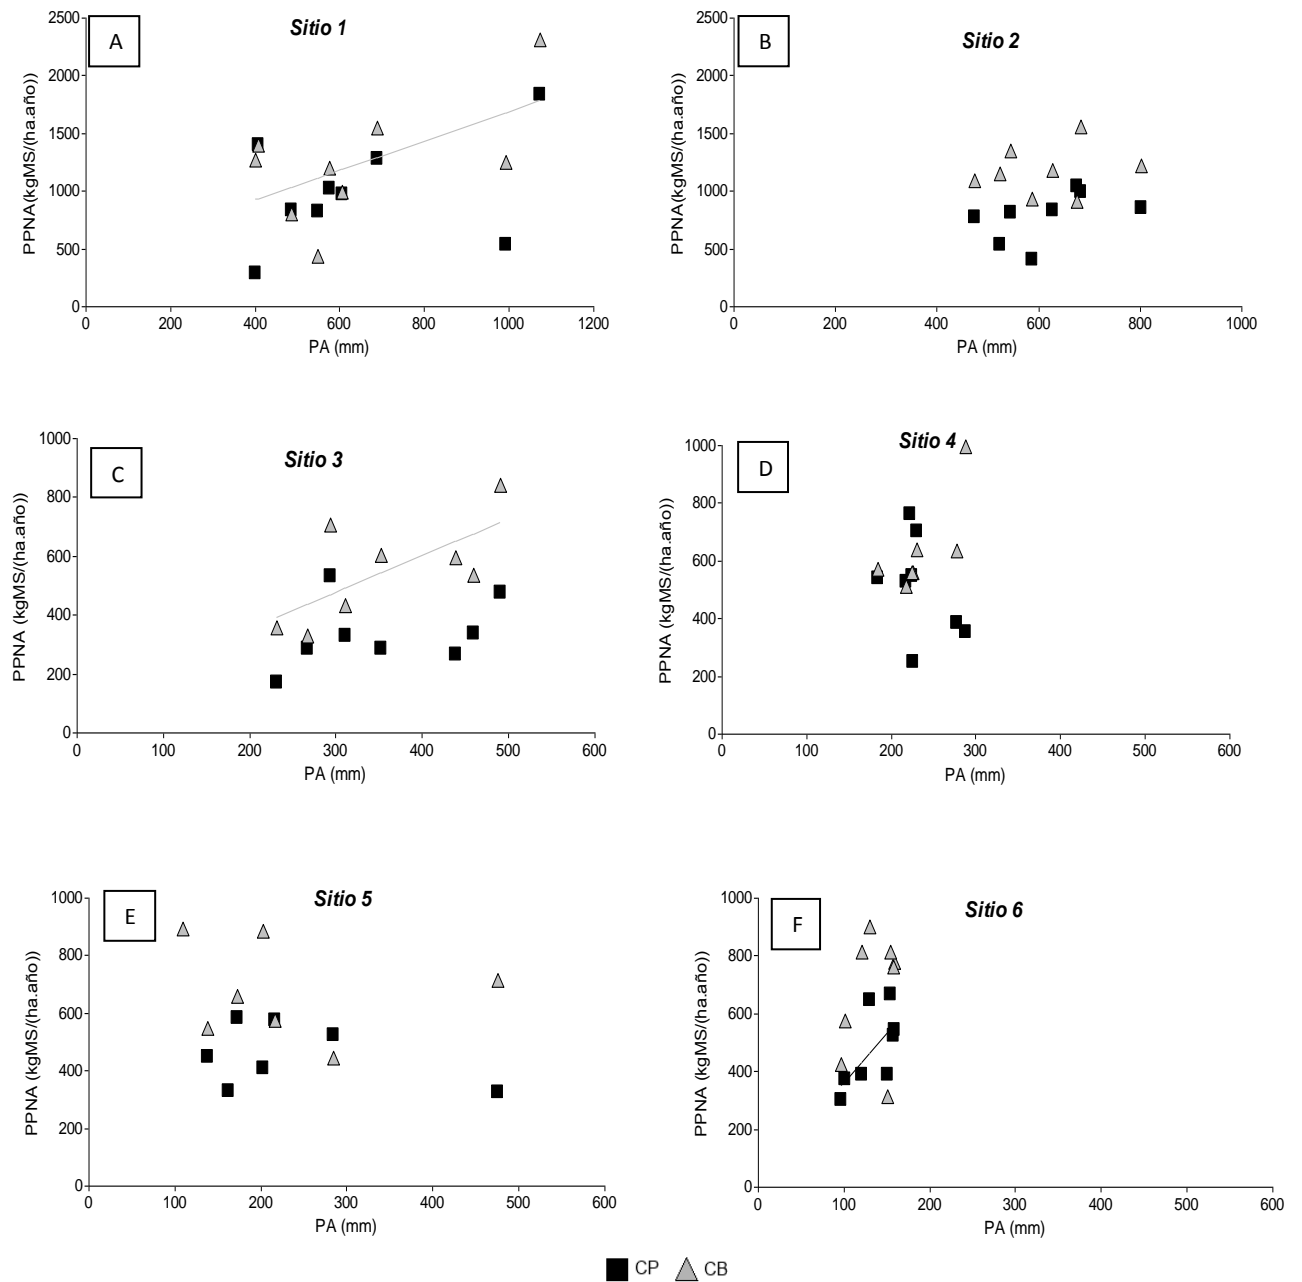 A
Sitio 1
2500
2000
1500
1000
500
0
PPNA(kgMS/(ha.año))
0 200 400 600 800 1000 1200
PA (mm)
B
Sitio 2
2500
2000
1500
1000
500
0
PPNA(kgMS/(ha.año))
0 200 400 600 800 1000
PA (mm)
C
Sitio 3
1000
800
600
400
200
0
PPNA (kgMS/(ha.año))
0 100 200 300 400 500 600
PA (mm)
D
Sitio 4
1000
800
600
400
200
0
PPNA (kgMS/(ha.año))
0 100 200 300 400 500 600
PA (mm)
E
Sitio 5
1000
800
600
400
200
0
PPNA (kgMS/(ha.año))
0 100 200 300 400 500 600
PA (mm)
F
Sitio 6
1000
800
600
400
200
0
PPNA (kgMS/(ha.año))
0 100 200 300 400 500 600
PA (mm)
CP CB